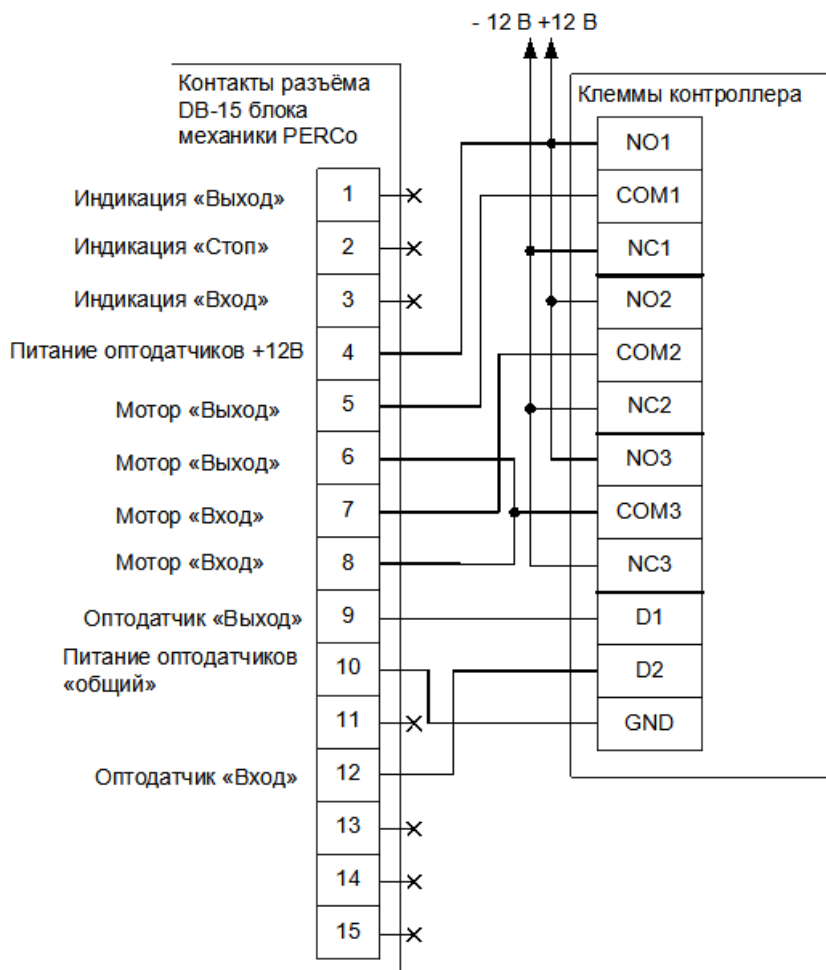 - 12 В +12 В
Контакты разъёма
DB-15 блока
механики PERCo
Клеммы контроллера
Индикация «Выход»
1
Индикация «Стоп»
2
Индикация «Вход»
3
Питание оптодатчиков +12В
4
Мотор «Выход»
5
Мотор «Выход»
6
Мотор «Вход»
7
Мотор «Вход»
8
Оптодатчик «Выход»
9
Питание оптодатчиков
«общий»
10
11
Оптодатчик «Вход»
12
13
14
15
NO1
COM1
NC1
NO2
COM2
NC2
NO3
COM3
NC3
D1
D2
GND